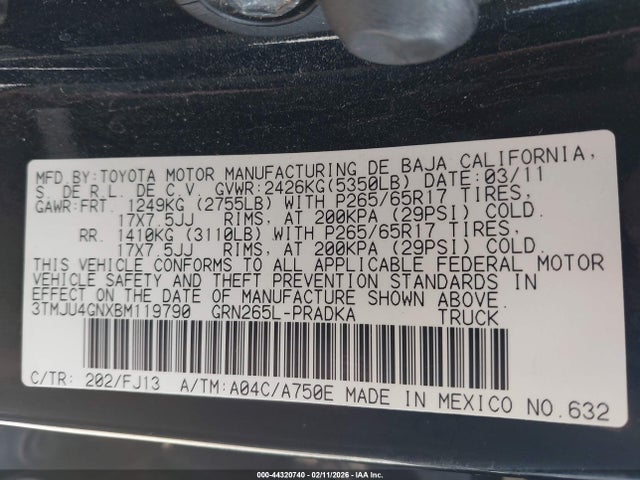 MFD.BY:TOYOTA MOTOR MANUFACTURING DE BAJA CALIFORNIA,
S. DE R.L. DE C.V. GVWR:2426KG(5350LB) DATE:03/11
GAWR:FRT. 1249KG (2755LB) WITH P265/65R17 TIRES,
17X7.5JJ RIMS, AT 200KPA (29PSI) COLD.
RR. 1410KG (3110LB) WITH P265/65R17 TIRES,
17X7.5JJ RIMS, AT 200KPA (29PSI) COLD.
THIS VEHICLE CONFORMS TO ALL APPLICABLE FEDERAL MOTOR
VEHICLE SAFETY AND THEFT PREVENTION STANDARDS IN
EFFECT ON THE DATE OF MANUFACTURE SHOWN ABOVE.
3TMJU4GNXBM119790 GRN265L-PRADKA TRUCK
C/TR: 202/FJ13 A/TM:A04C/A750E MADE IN MEXICO NO.632
000-44320740 - 02/11/2026 - IAA Inc.